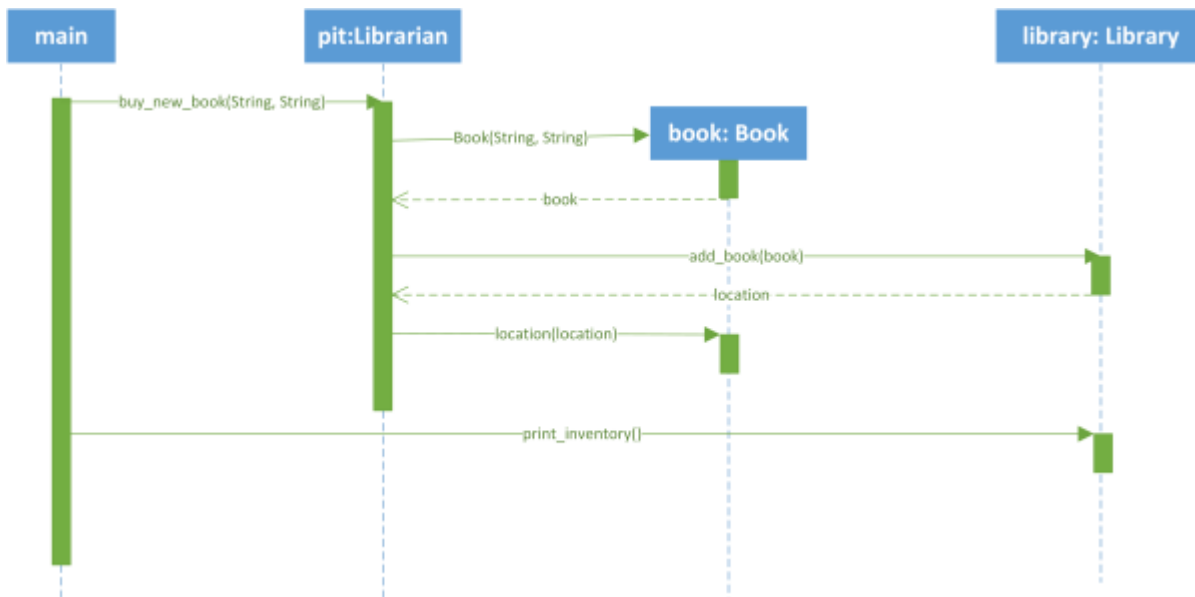 main
pit:Librarian
library: Library
buy_new_book(String, String)
Book(String, String)
book: Book
book
add_book(book)
location
location(location)
print_inventory()